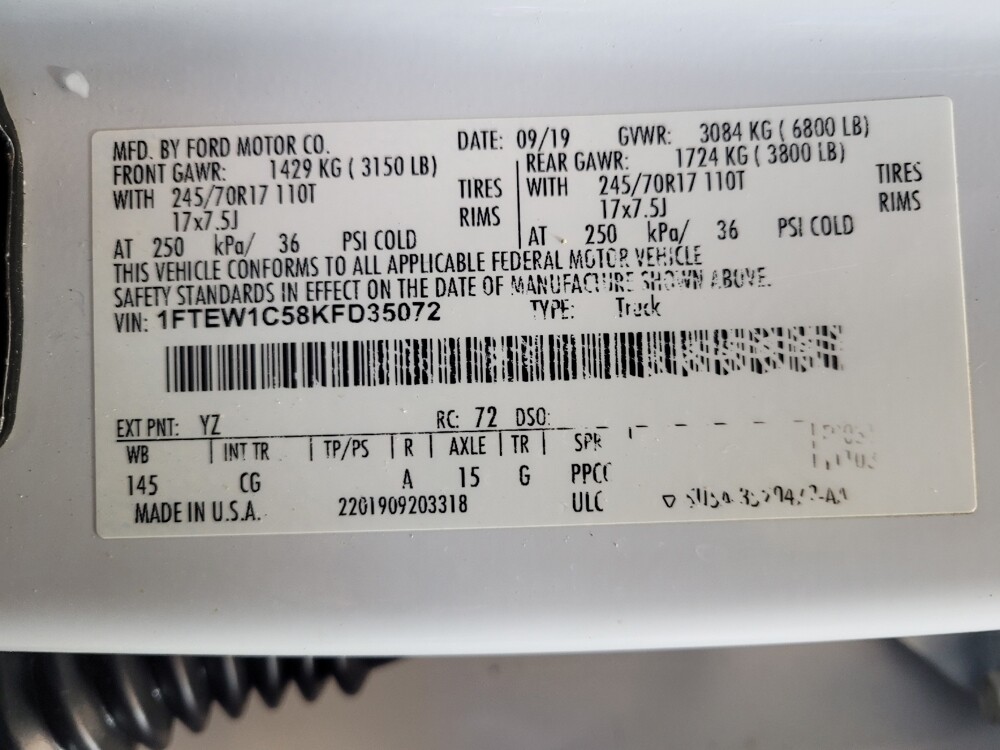 MFD. BY FORD MOTOR CO. DATE: 09/19 GVWR: 3084 KG ( 6800 LB)
FRONT GAWR: 1429 KG ( 3150 LB) REAR GAWR: 1724 KG ( 3800 LB)
WITH 245/70R17 110T TIRES WITH 245/70R17 110T TIRES
17x7.5J RIMS 17x7.5J RIMS
AT 250 kPa/ 36 PSI COLD AT 250 kPa/ 36 PSI COLD
THIS VEHICLE CONFORMS TO ALL APPLICABLE FEDERAL MOTOR VEHICLE
SAFETY STANDARDS IN EFFECT ON THE DATE OF MANUFACTURE SHOWN ABOVE.
VIN: 1FTEW1C58KFD35072 TYPE: Truck
EXT PNT: YZ RC: 72 DSO:
WB INT TR TP/PS R AXLE TR SPR
145 CG A 15 G PPCC
MADE IN U.S.A. 2201909203318 ULC